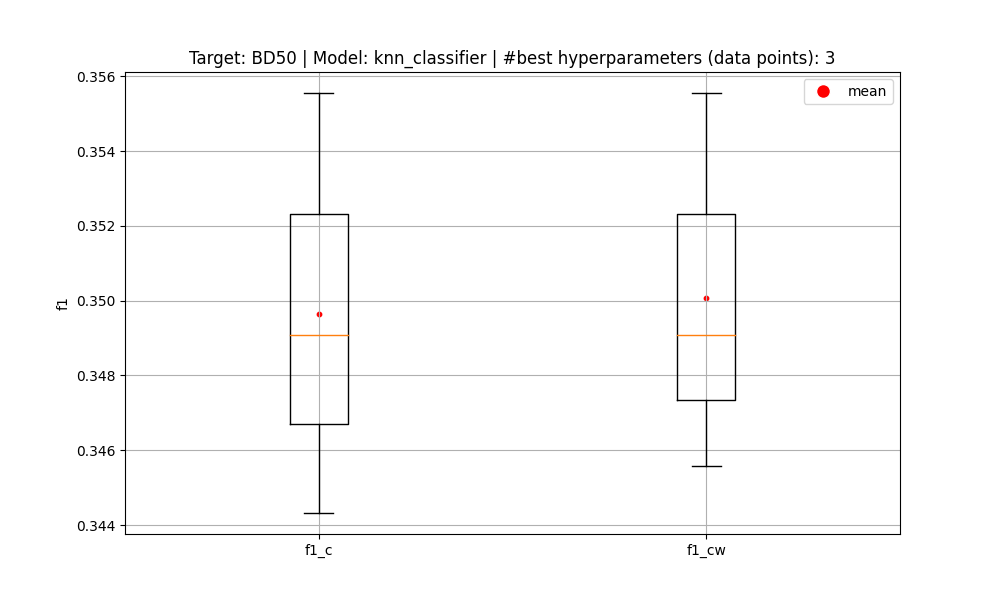 Target: BD50 | Model: knn_classifier | #best hyperparameters (data points): 3
mean
f1
0.356
0.354
0.352
0.350
0.348
0.346
0.344
f1_c
f1_cw